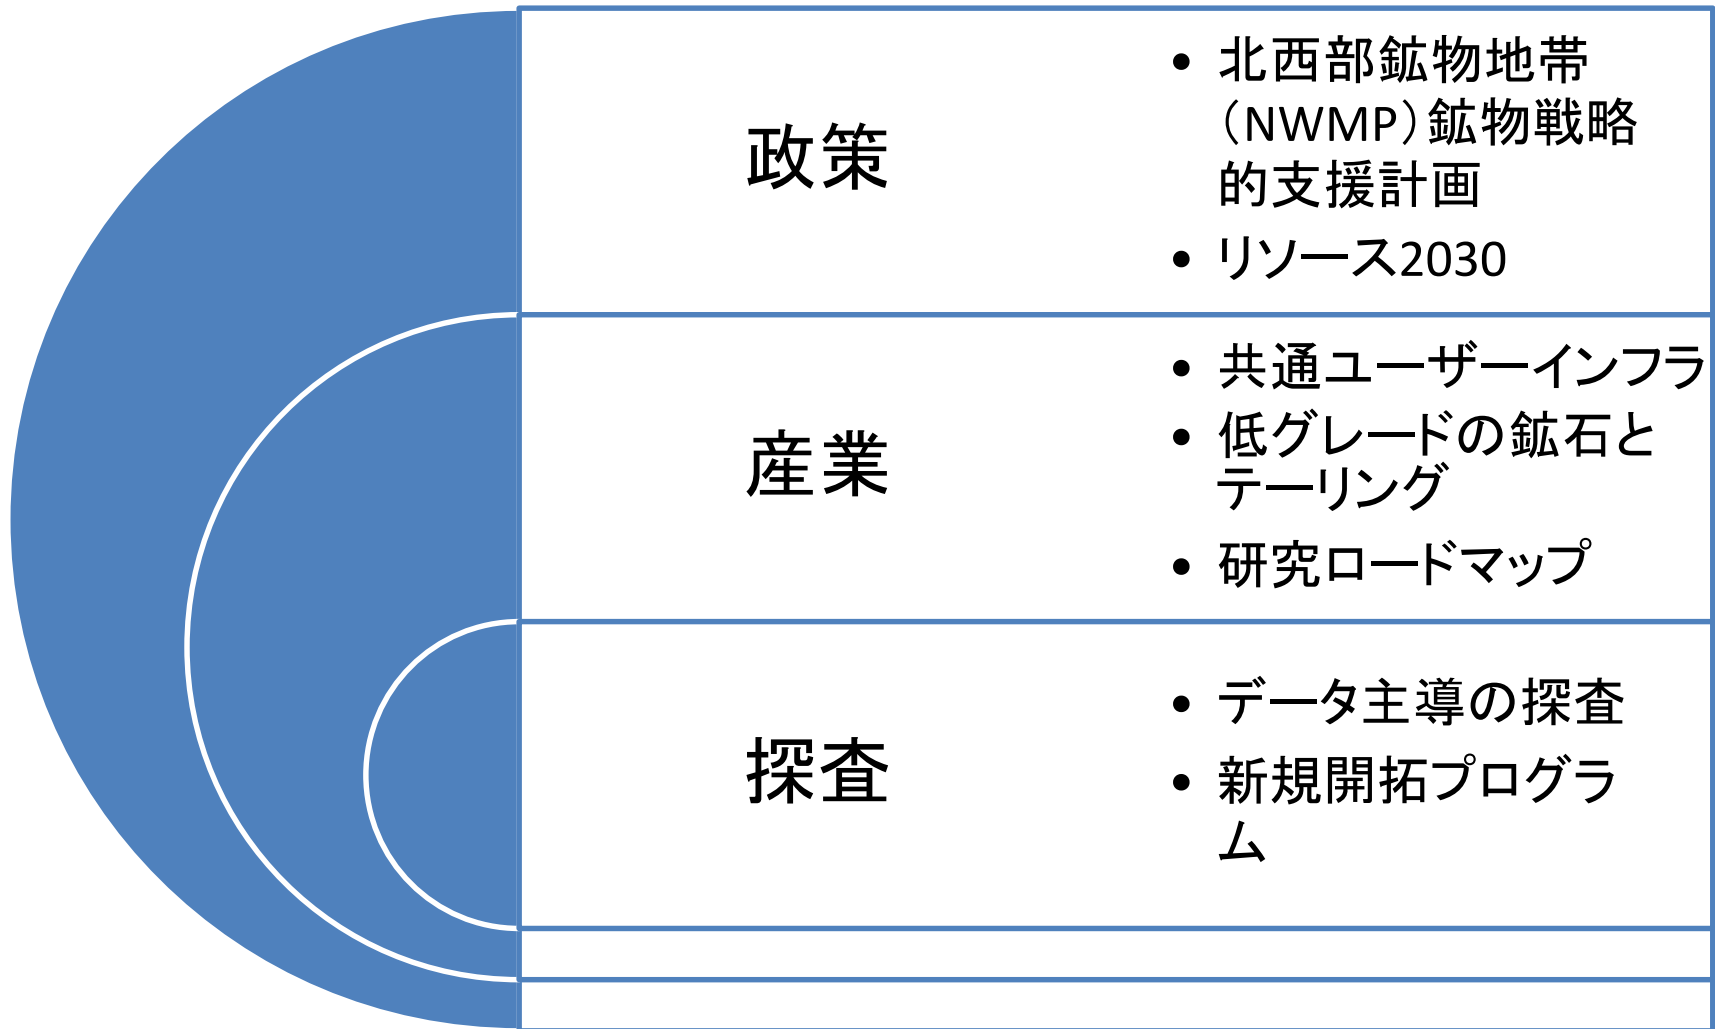 政策
• 北西部鉱物地帯
（NWMP）鉱物戦略
的支援計画
• リソース2030
産業
• 共通ユーザーインフラ
• 低グレードの鉱石と
テーリング
• 研究ロードマップ
探査
• データ主導の探査
• 新規開拓プログラ
ム